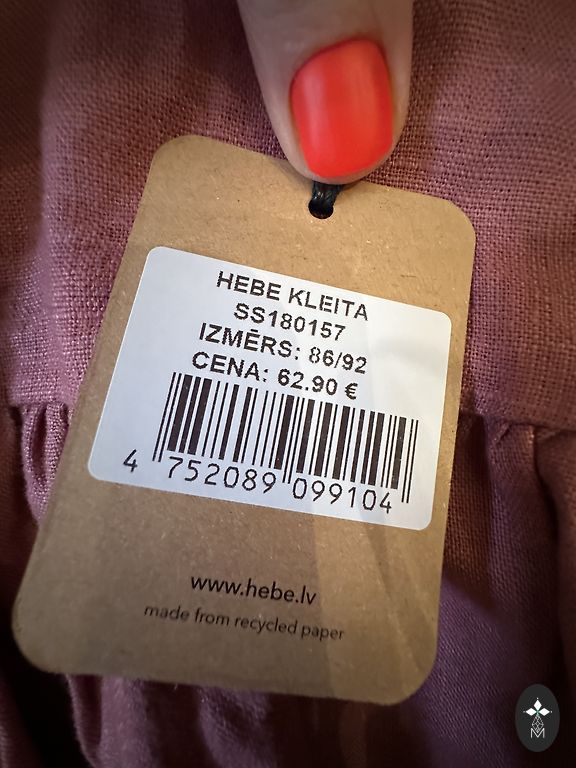 HEBE KLEITA
SS180157
IZMĒRS: 86/92
CENA: 62.90 €
4 752089 099104
www.hebe.lv
made from recycled paper